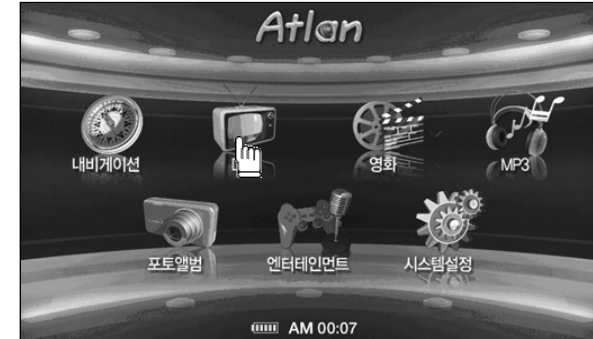 Atlan
내비게이션
영화
MP3
포토앨범
엔터테인먼트
시스템설정
AM 00:07